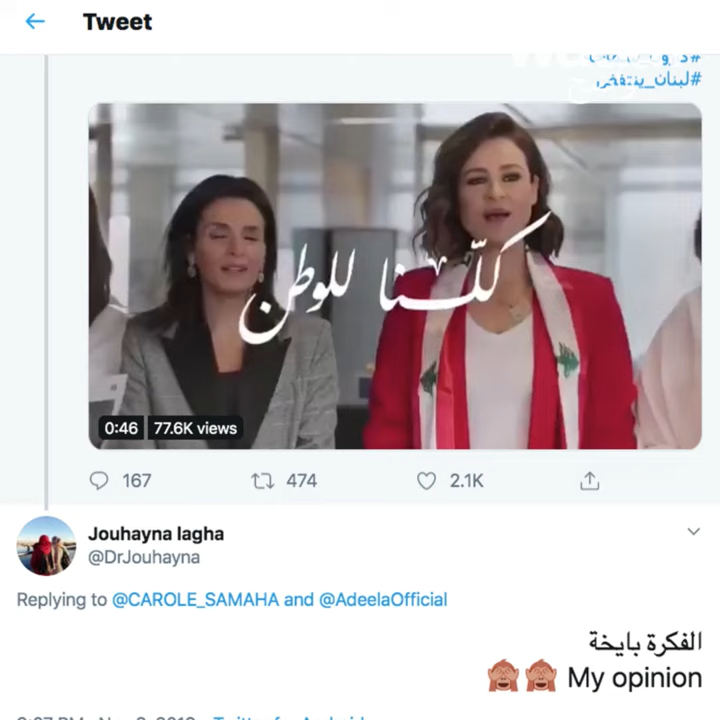 Tweet
#لبنان_ينتفض
كلّنا للوطن
0:46 77.6K views
167 474 2.1K
Jouhayna lagha
@DrJouhayna
Replying to @CAROLE_SAMAHA and @AdeelaOfficial
الفكرة بايخة
🙈🙈 My opinion